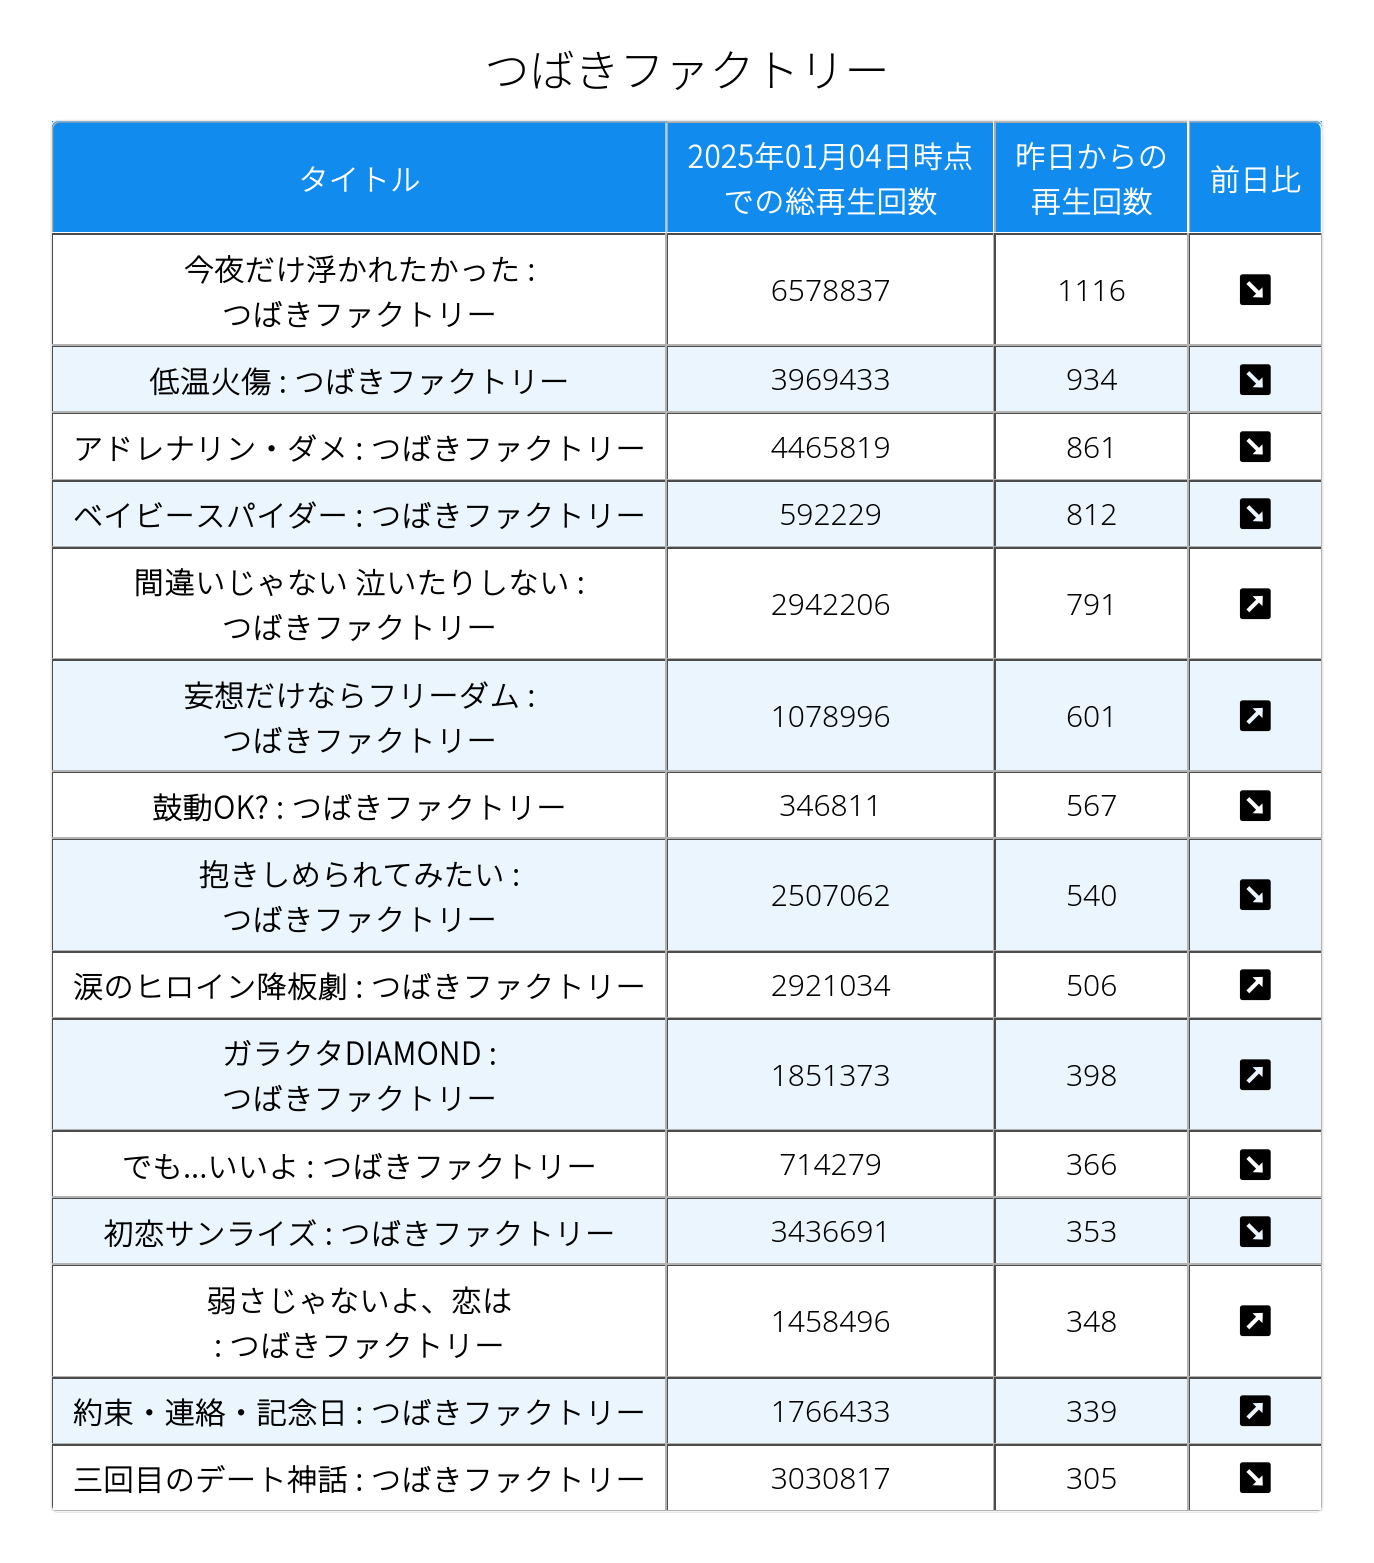 つばきファクトリー
タイトル
2025年01月04日時点
での総再生回数
昨日からの
再生回数
前日比
今夜だけ浮かれたかった :
つばきファクトリー
6578837
1116
↘
低温火傷 : つばきファクトリー
3969433
934
↘
アドレナリン・ダメ : つばきファクトリー
4465819
861
↘
ベイビースパイダー : つばきファクトリー
592229
812
↘
間違いじゃない 泣いたりしない :
つばきファクトリー
2942206
791
↗
妄想だけならフリーダム :
つばきファクトリー
1078996
601
↗
鼓動OK? : つばきファクトリー
346811
567
↘
抱きしめられてみたい :
つばきファクトリー
2507062
540
↘
涙のヒロイン降板劇 : つばきファクトリー
2921034
506
↗
ガラクタDIAMOND :
つばきファクトリー
1851373
398
↗
でも...いいよ : つばきファクトリー
714279
366
↘
初恋サンライズ : つばきファクトリー
3436691
353
↘
弱さじゃないよ、恋は
: つばきファクトリー
1458496
348
↗
約束・連絡・記念日 : つばきファクトリー
1766433
339
↗
三回目のデート神話 : つばきファクトリー
3030817
305
↘